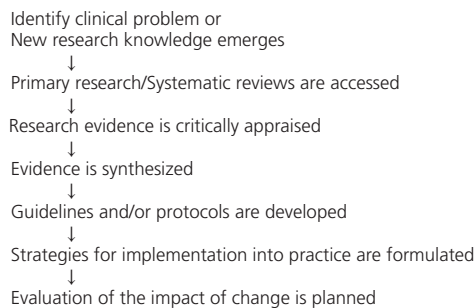 Identify clinical problem or
New research knowledge emerges
↓
Primary research/Systematic reviews are accessed
↓
Research evidence is critically appraised
↓
Evidence is synthesized
↓
Guidelines and/or protocols are developed
↓
Strategies for implementation into practice are formulated
↓
Evaluation of the impact of change is planned